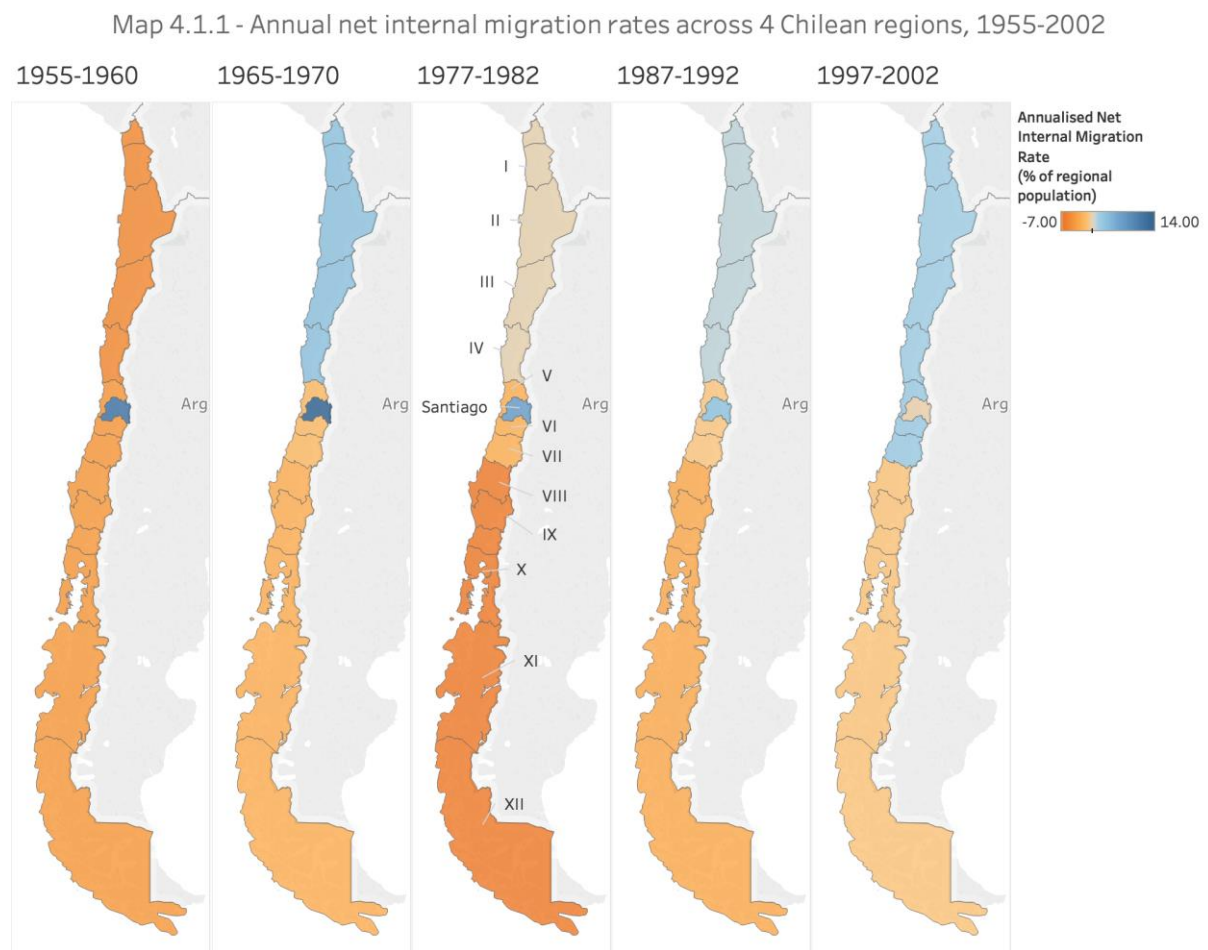 Map 4.1.1 - Annual net internal migration rates across 4 Chilean regions, 1955-2002
1955-1960
1965-1970
1977-1982
1987-1992
1997-2002
Annualised Net
Internal Migration
Rate
(% of regional
population)
-7.00
14.00
I
II
III
IV
V
Santiago
VI
VII
VIII
IX
X
XI
XII
Arg
Arg
Arg
Arg